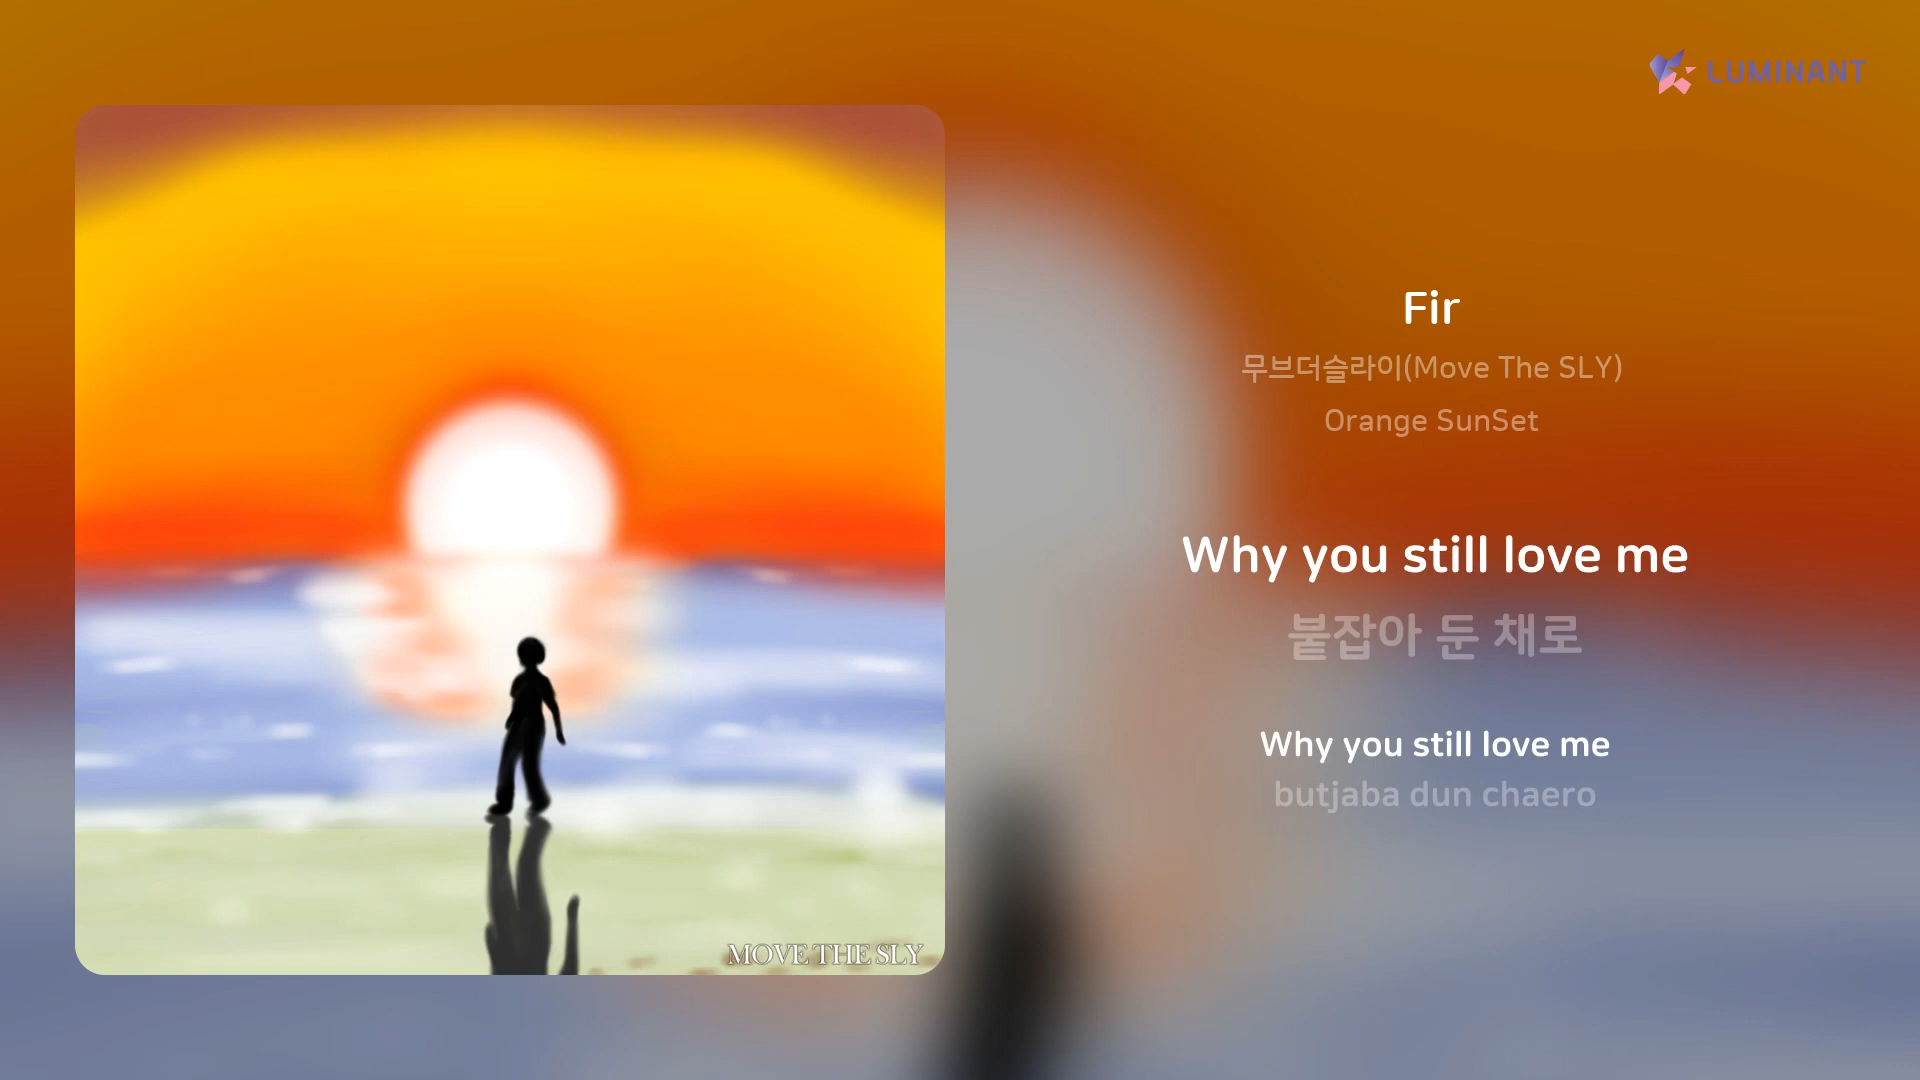 LUMINANT
Fir
무브더슬라이(Move The SLY)
Orange SunSet
Why you still love me
붙잡아 둔 채로
Why you still love me
butjaba dun chaero
MOVE THE SLY